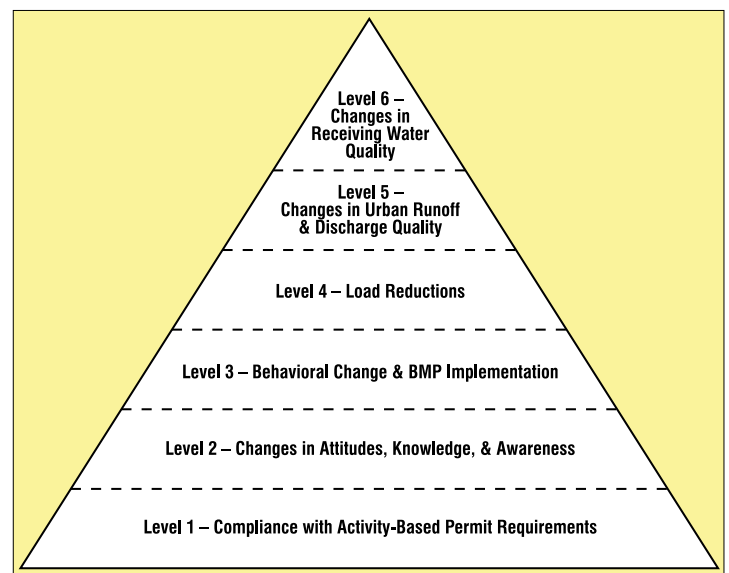 Level 6 –
Changes in
Receiving Water
Quality
Level 5 –
Changes in Urban Runoff
& Discharge Quality
Level 4 – Load Reductions
Level 3 – Behavioral Change & BMP Implementation
Level 2 – Changes in Attitudes, Knowledge, & Awareness
Level 1 – Compliance with Activity-Based Permit Requirements